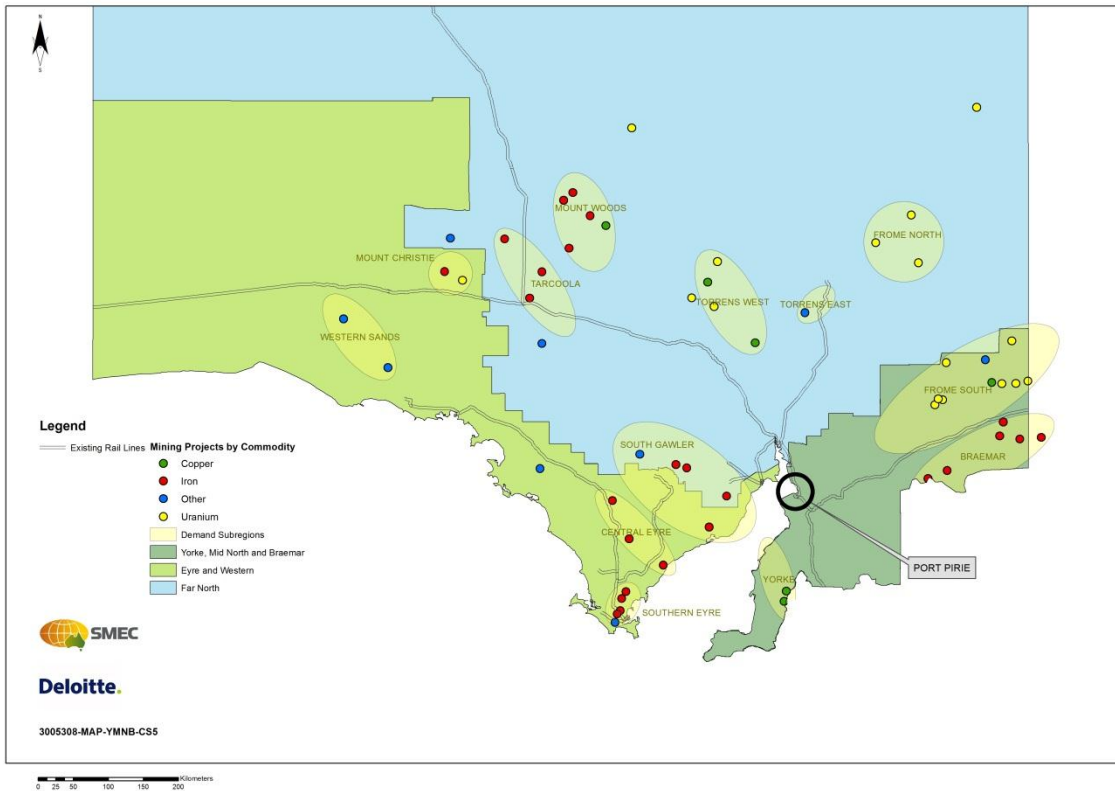 N
S
MOUNT WOODS
FROME NORTH
MOUNT CHRISTIE
TARCOOLA
TORRENS WEST
TORRENS EAST
WESTERN SANDS
FROME SOUTH
SOUTH GAWLER
BRAEMAR
CENTRAL EYRE
PORT PIRIE
YORKE
SOUTHERN EYRE
Legend
Existing Rail Lines
Mining Projects by Commodity
Copper
Iron
Other
Uranium
Demand Subregions
Yorke, Mid North and Braemar
Eyre and Western
Far North
SMEC
Deloitte.
3005308-MAP-YMNB-CS5
Kilometers
0 25 50 100 150 200